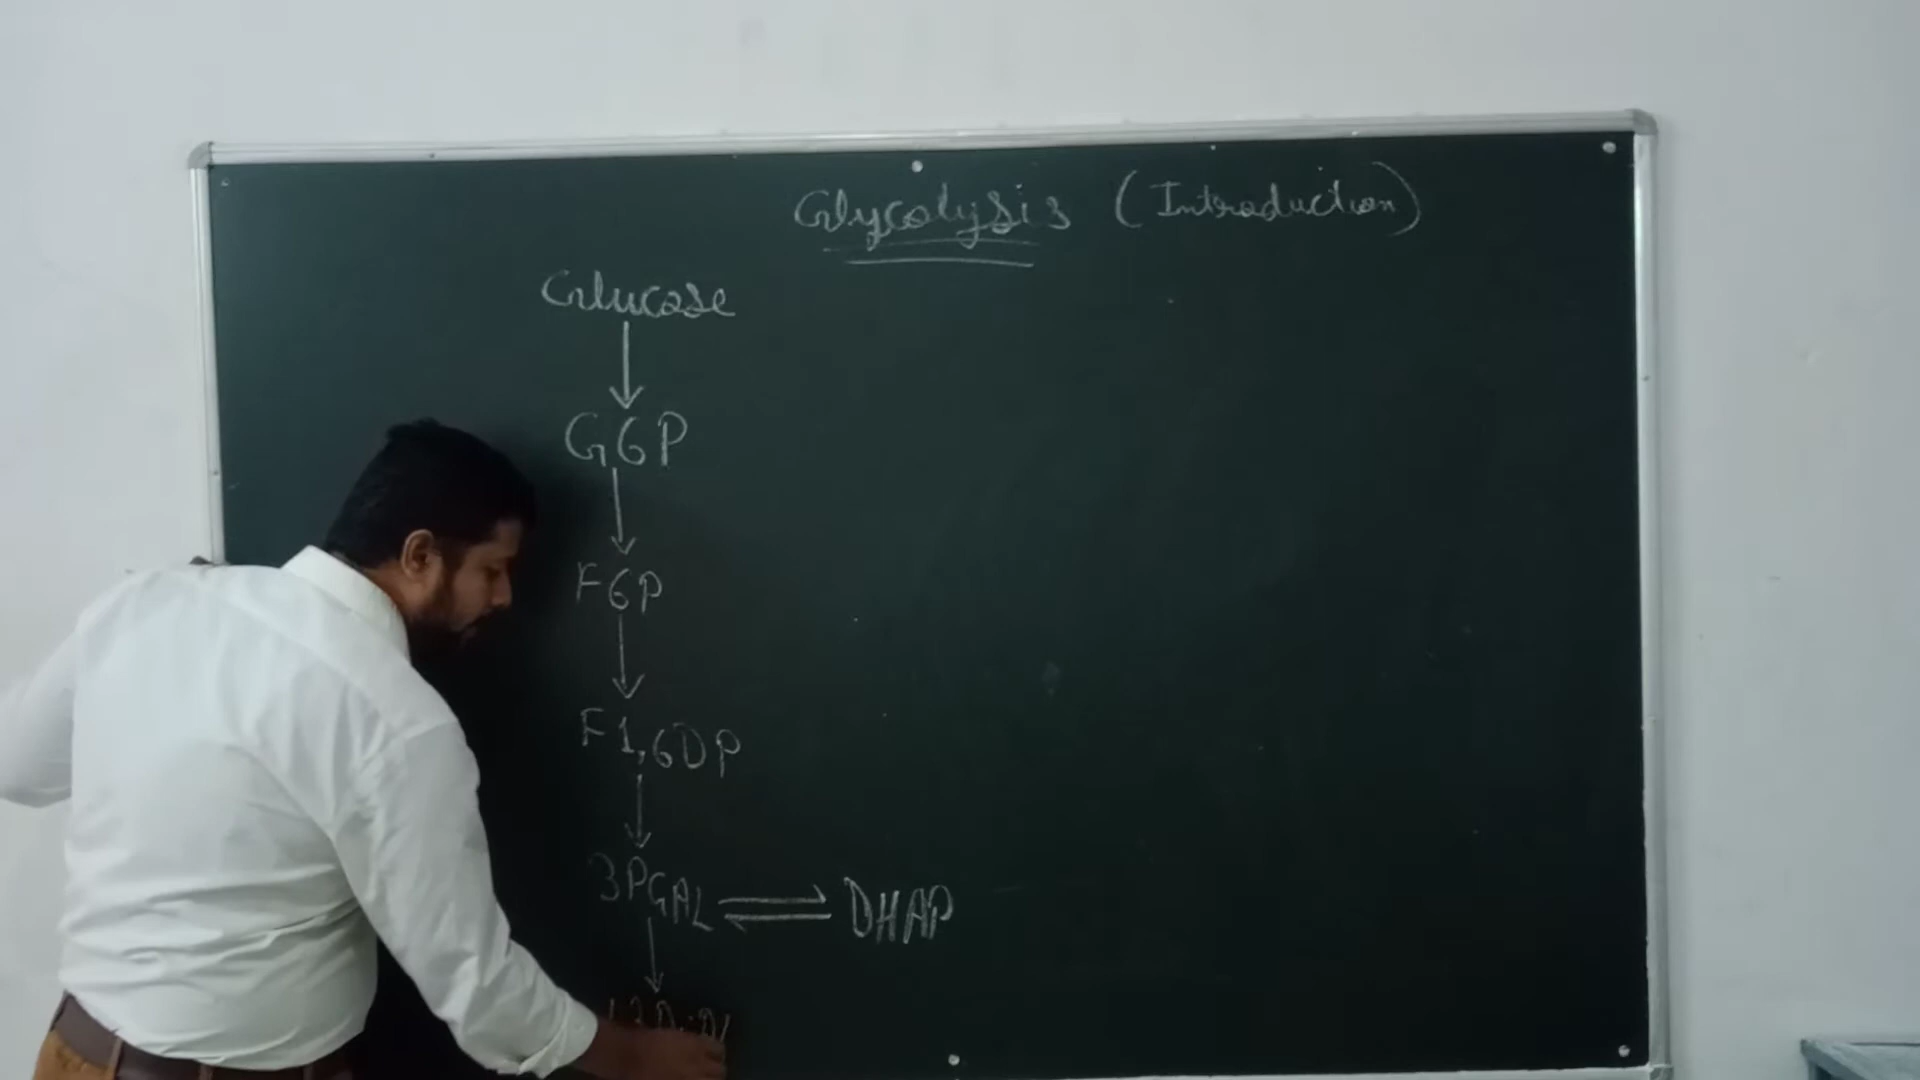 Glycolysis (Introduction)
Glucose
G6P
F6P
F1,6DP
3PGAL ⇌ DHAP